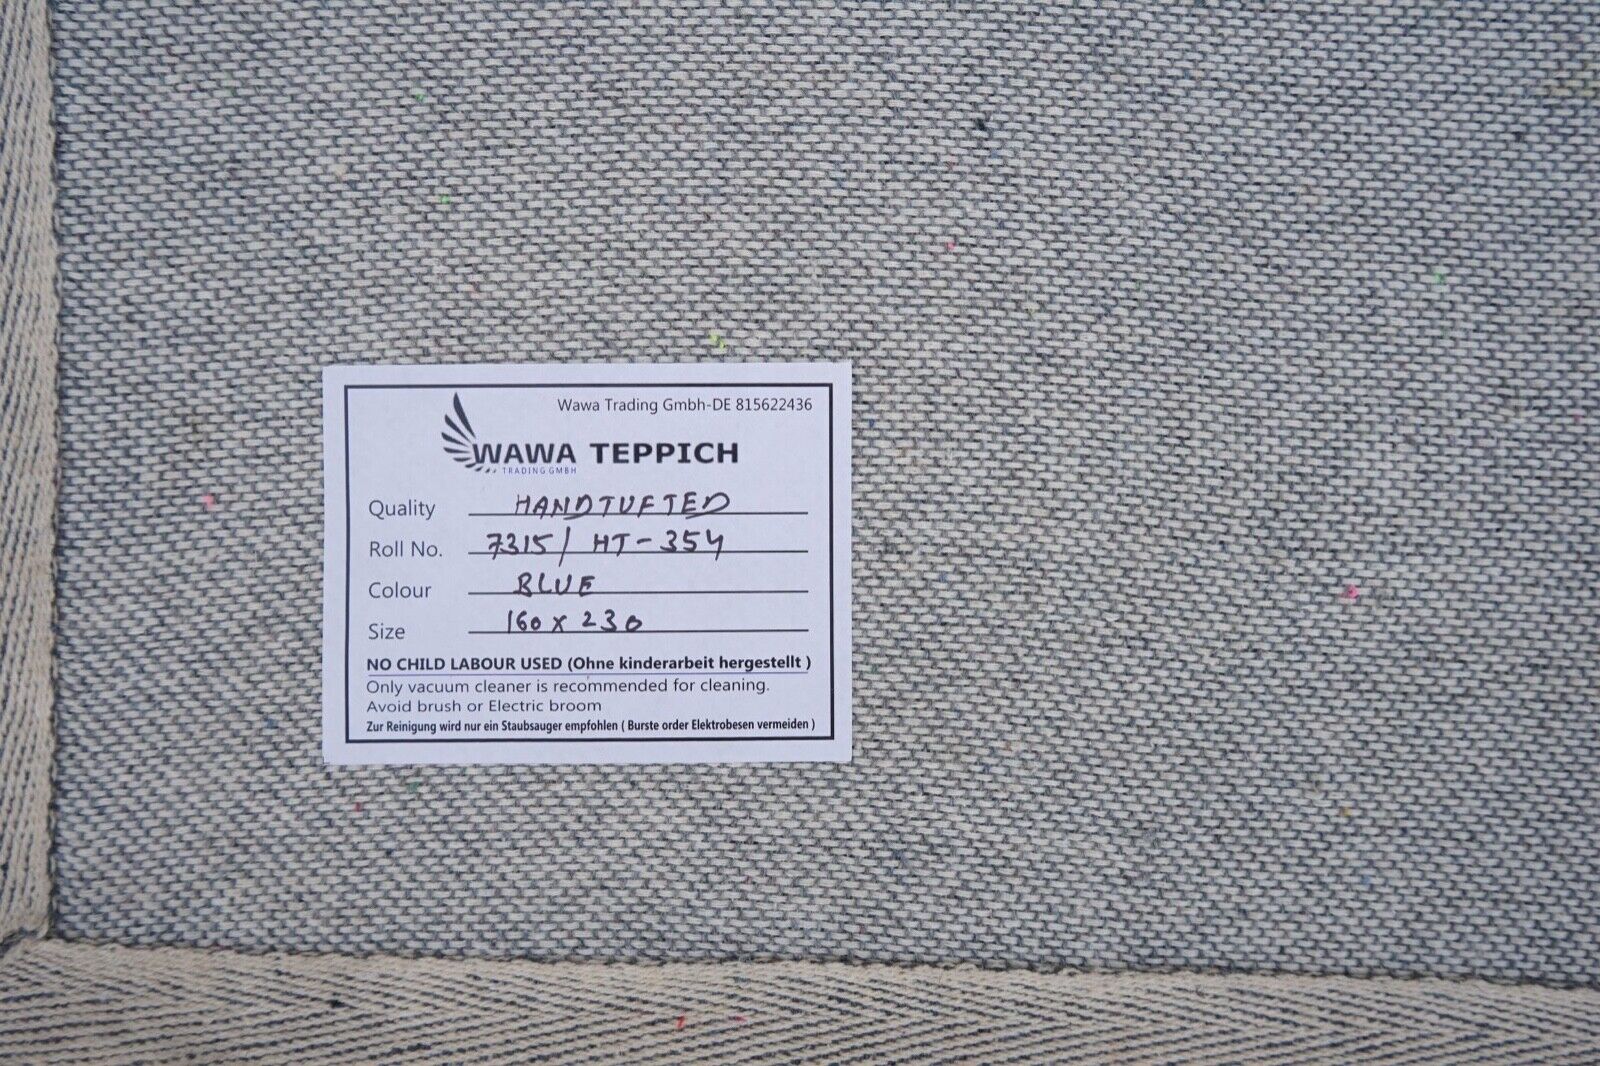 Wawa Trading Gmbh-DE 815622436
WAWA TEPPICH
TRADING GMBH
Quality HANDTUFTED
Roll No. 7315/ HT-354
Colour BLUE
Size 160 x 230
NO CHILD LABOUR USED (Ohne kinderarbeit hergestellt )
Only vacuum cleaner is recommended for cleaning.
Avoid brush or Electric broom
Zur Reinigung wird nur ein Staubsauger empfohlen ( Burste order Elektrobesen vermeiden )